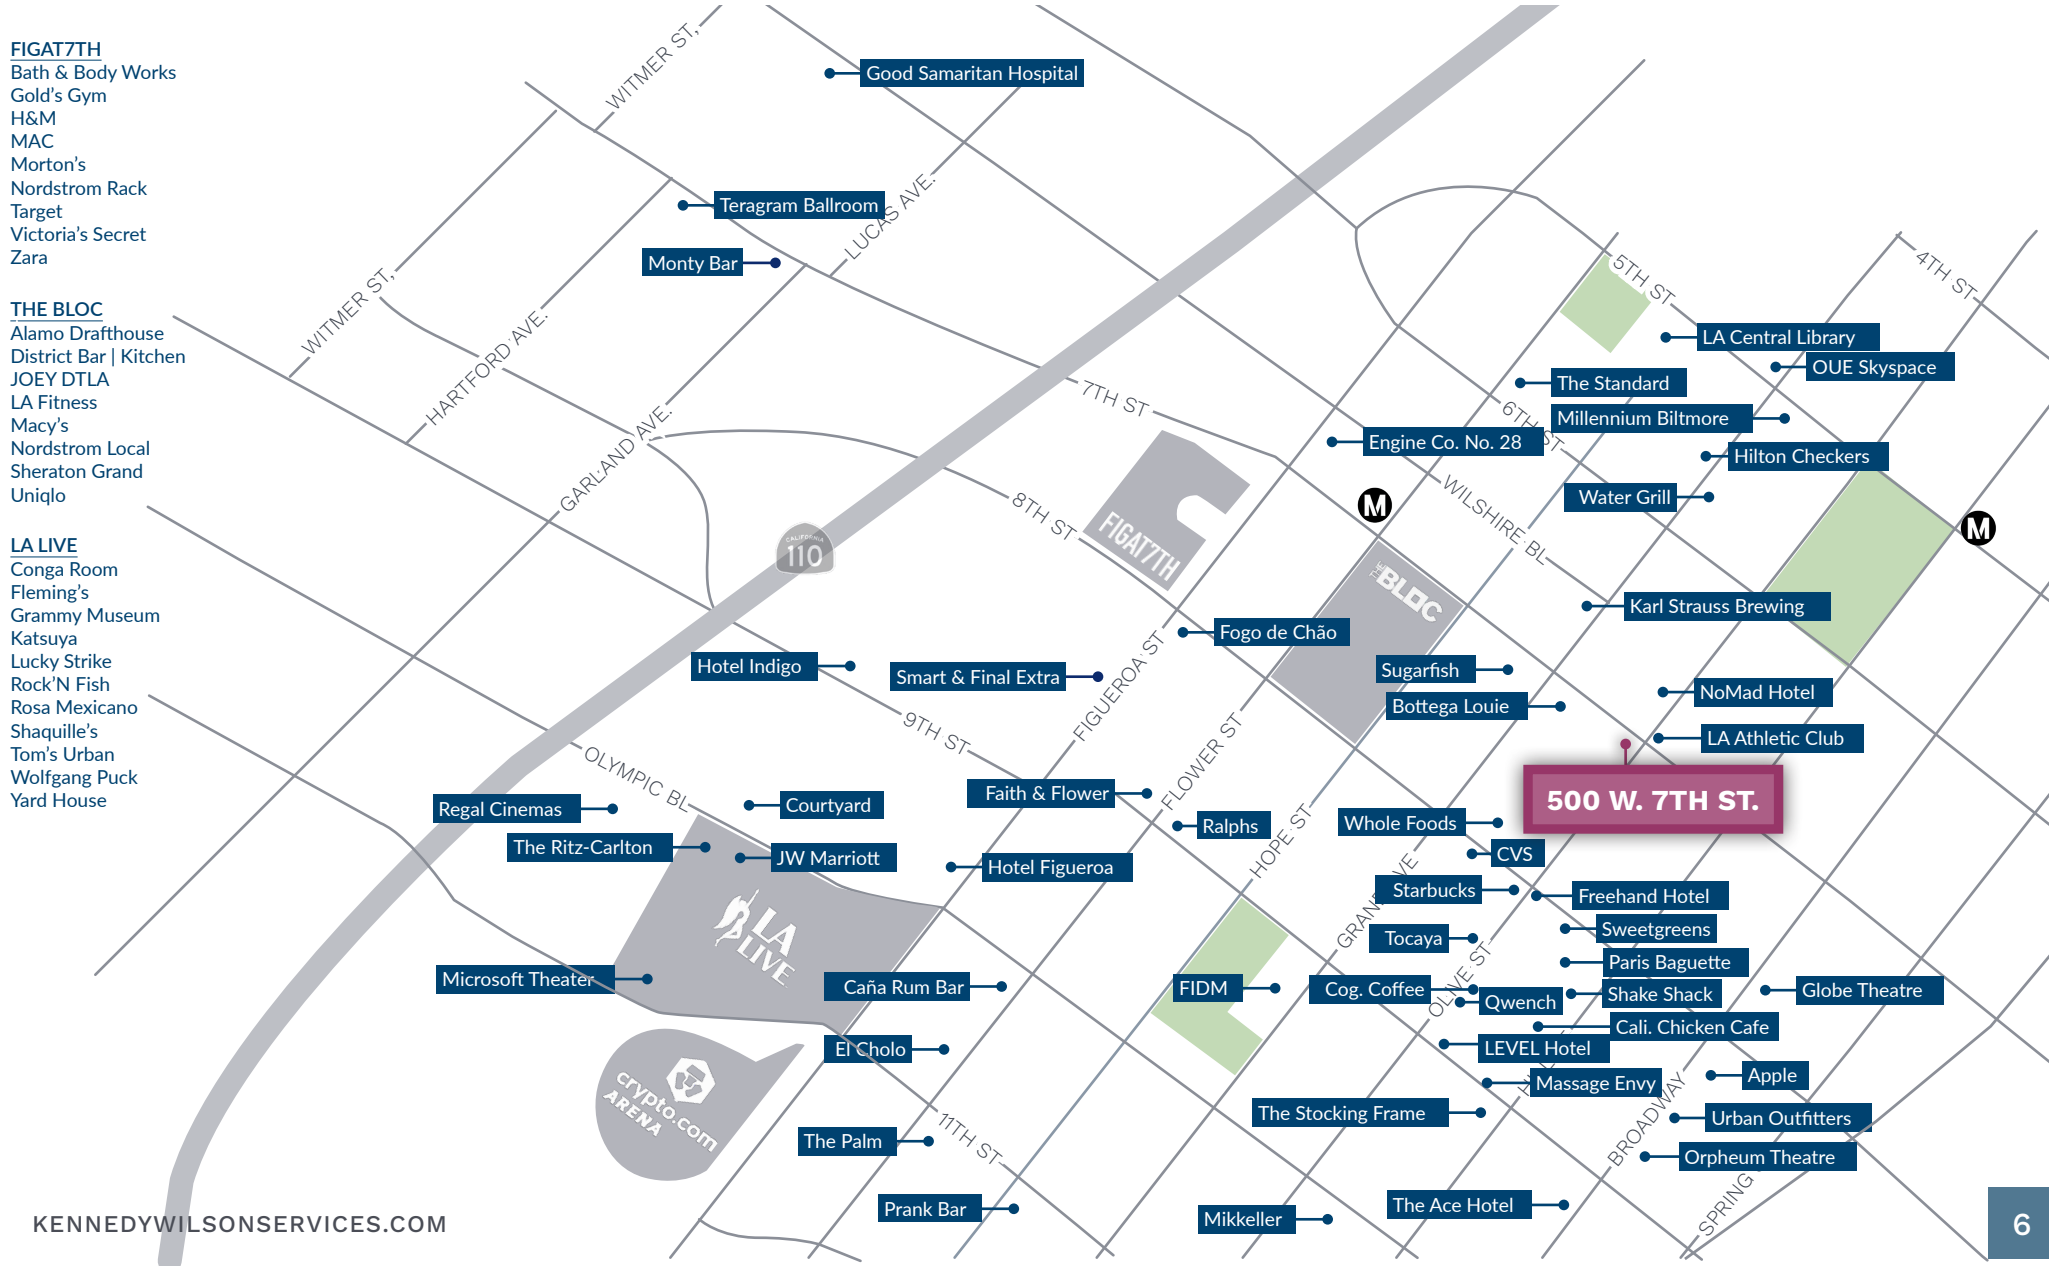 FIGAT7TH
Bath & Body Works
Gold's Gym
H&M
MAC
Morton's
Nordstrom Rack
Target
Victoria's Secret
Zara
THE BLOC
Alamo Drafthouse
District Bar | Kitchen
JOEY DTLA
LA Fitness
Macy's
Nordstrom Local
Sheraton Grand
Uniqlo
LA LIVE
Conga Room
Fleming's
Grammy Museum
Katsuya
Lucky Strike
Rock'N Fish
Rosa Mexicano
Shaquille's
Tom's Urban
Wolfgang Puck
Yard House
WITMER ST,
Good Samaritan Hospital
Teragram Ballroom
LUCAS AVE.
Monty Bar
WITMER ST,
HARTFORD AVE.
GARLAND AVE.
5TH ST
4TH ST
LA Central Library
OUE Skyspace
The Standard
7TH ST
6TH ST
Millennium Biltmore
Engine Co. No. 28
Hilton Checkers
WILSHIRE BL
Water Grill
8TH ST
M
M
FIGAT7TH
CALIFORNIA
110
THE
BLOC
Karl Strauss Brewing
Fogo de Chão
Hotel Indigo
Smart & Final Extra
FIGUEROA ST
Sugarfish
NoMad Hotel
Bottega Louie
9TH ST
FLOWER ST
LA Athletic Club
OLYMPIC BL
500 W. 7TH ST.
Faith & Flower
Regal Cinemas
Courtyard
Ralphs
Whole Foods
HOPE ST
The Ritz-Carlton
JW Marriott
Hotel Figueroa
CVS
Starbucks
Freehand Hotel
GRAND AVE
LA
LIVE
Sweetgreens
Tocaya
Paris Baguette
OLIVE ST
Microsoft Theater
Caña Rum Bar
FIDM
Cog. Coffee
Qwench
Shake Shack
Globe Theatre
Cali. Chicken Cafe
El Cholo
LEVEL Hotel
Massage Envy
Apple
crypto.com
ARENA
11TH ST
The Stocking Frame
BROADWAY
Urban Outfitters
The Palm
Orpheum Theatre
Prank Bar
Mikkeller
The Ace Hotel
SPRING
KENNEDYWILSONSERVICES.COM
6